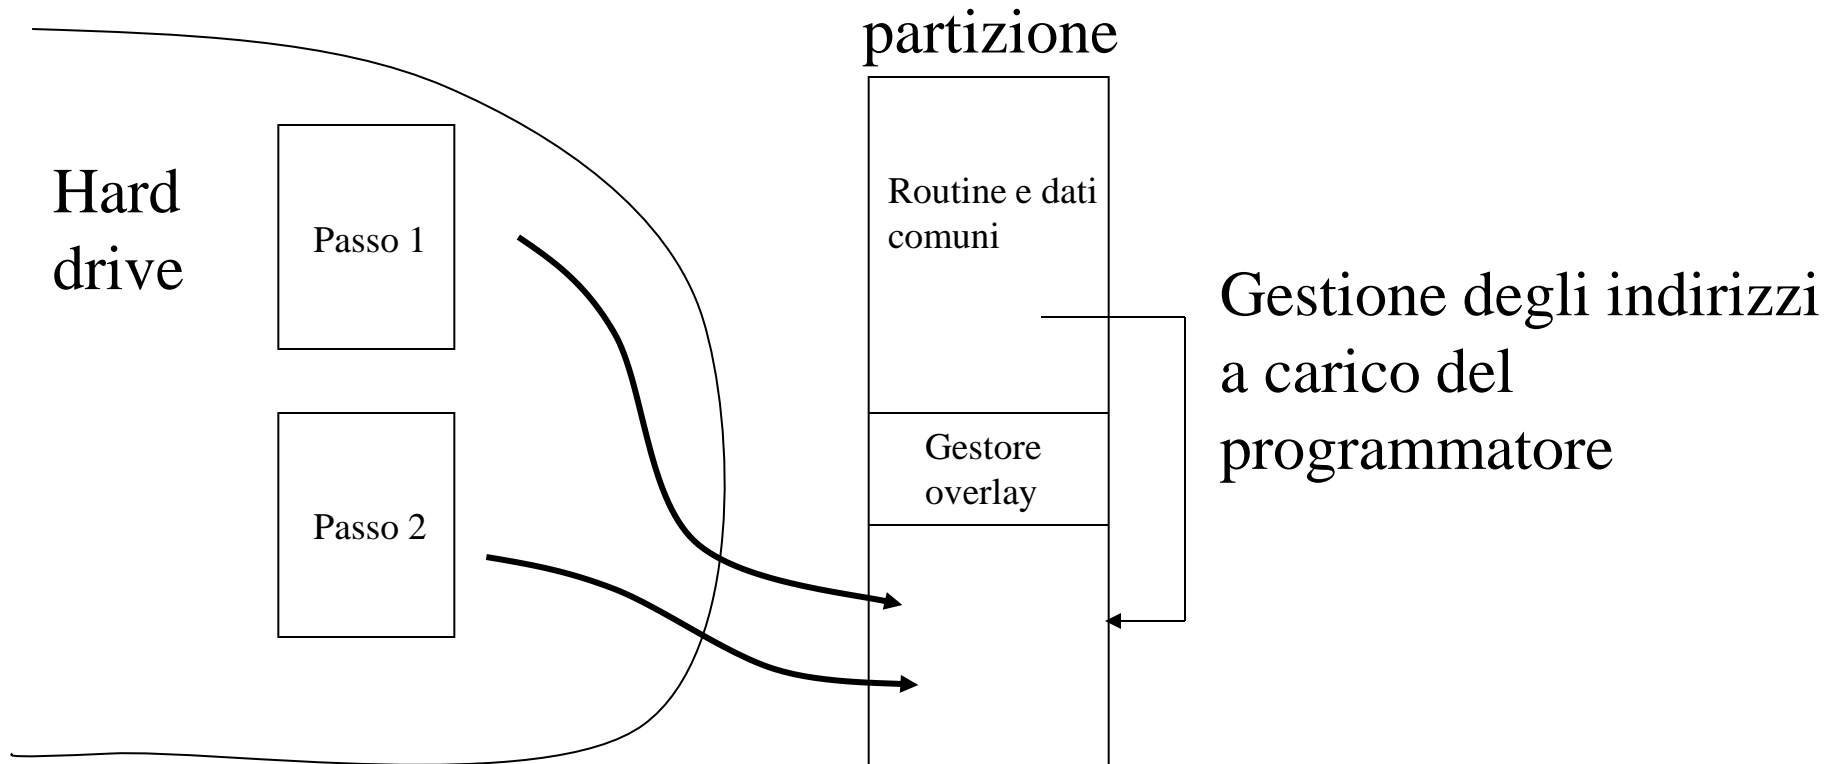 partizione
Hard
drive
Passo 1
Passo 2
Routine e dati
comuni
Gestore
overlay
Gestione degli indirizzi
a carico del
programmatore